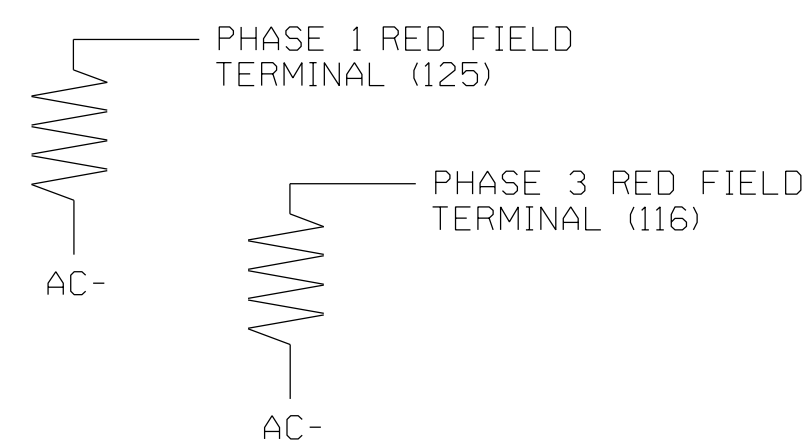 PHASE 1 RED FIELD
TERMINAL (125)
PHASE 3 RED FIELD
TERMINAL (116)
AC-
AC-